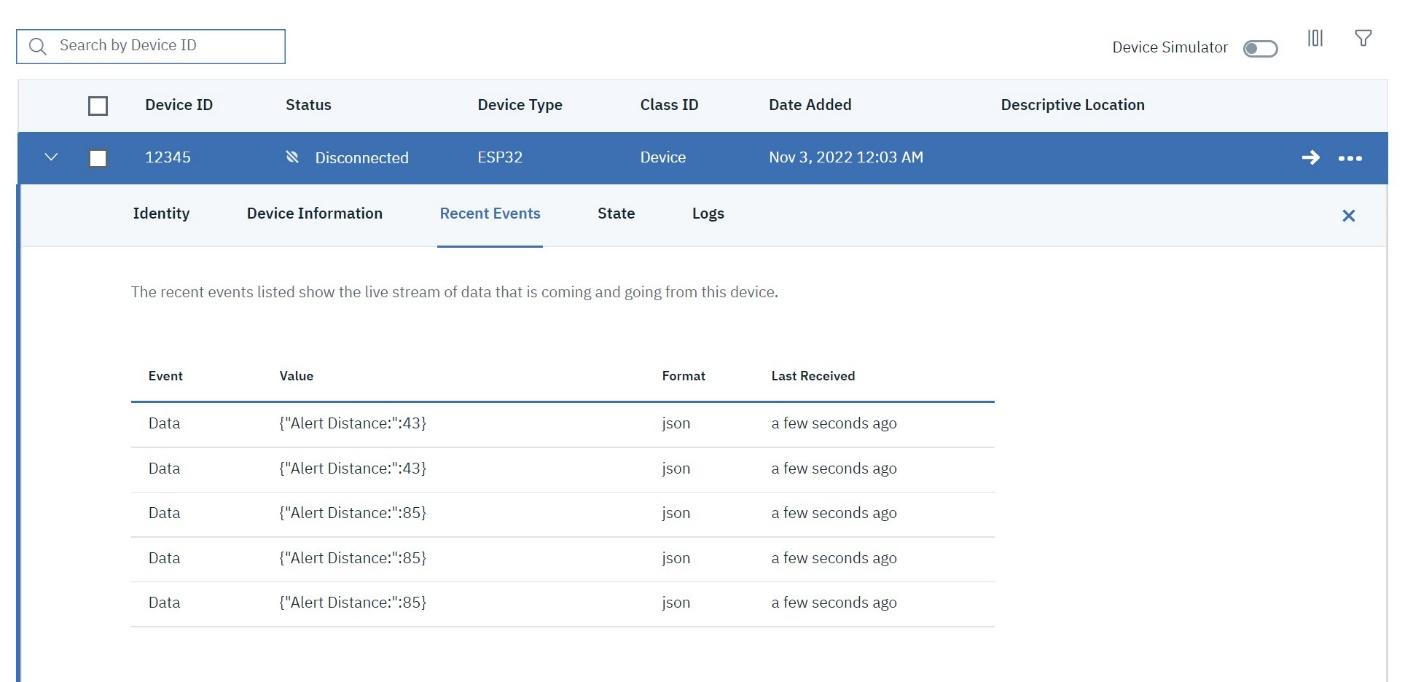 Search by Device ID
Device Simulator
Device ID Status Device Type Class ID Date Added Descriptive Location
12345 Disconnected ESP32 Device Nov 3, 2022 12:03 AM
Identity Device Information Recent Events State Logs
The recent events listed show the live stream of data that is coming and going from this device.
Event Value Format Last Received
Data {"Alert Distance:":43} json a few seconds ago
Data {"Alert Distance:":43} json a few seconds ago
Data {"Alert Distance:":85} json a few seconds ago
Data {"Alert Distance:":85} json a few seconds ago
Data {"Alert Distance:":85} json a few seconds ago